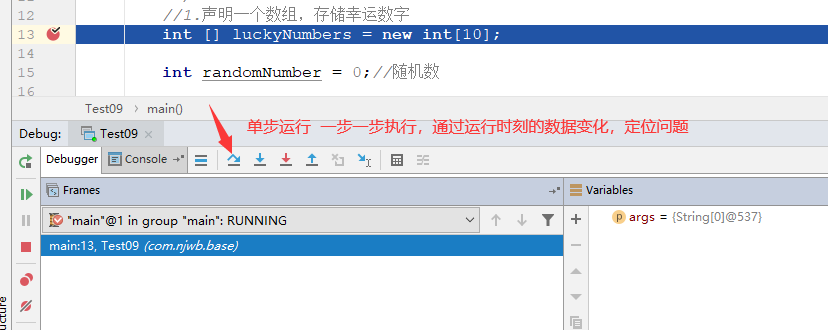 12 //1.声明一个数组，存储幸运数字
13 int [] luckyNumbers = new int[10];
14
15 int randomNumber = 0;//随机数
16
Test09 › main()
单步运行 一步一步执行，通过运行时刻的数据变化，定位问题
Debug: Test09 ×
Debugger Console
Frames Variables
"main"@1 in group "main": RUNNING
args = {String[0]@537}
main:13, Test09 (com.njwb.base)
ucture